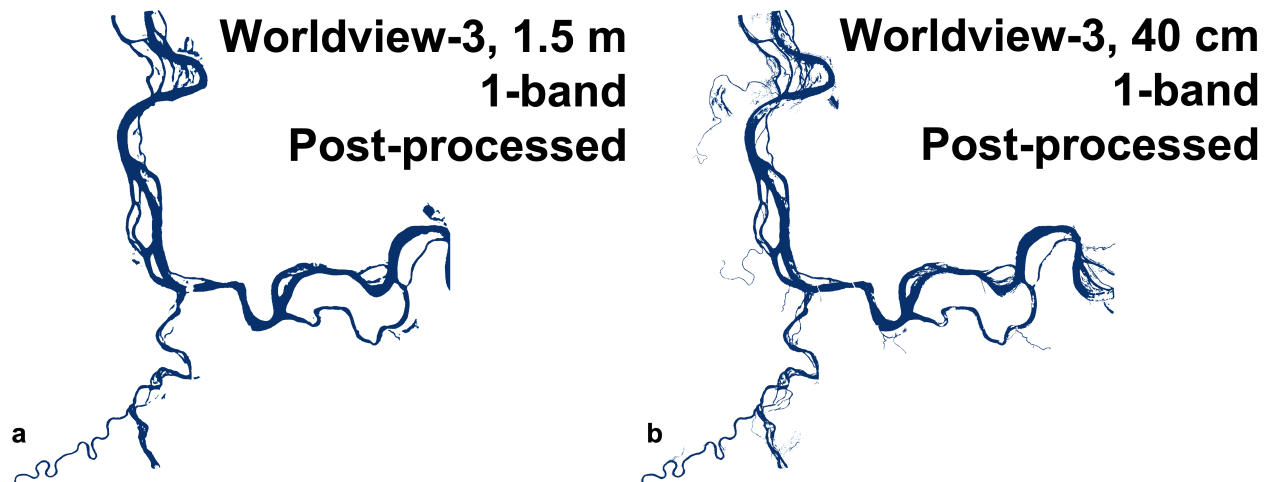 Worldview-3, 1.5 m
1-band
Post-processed
a
Worldview-3, 40 cm
1-band
Post-processed
b